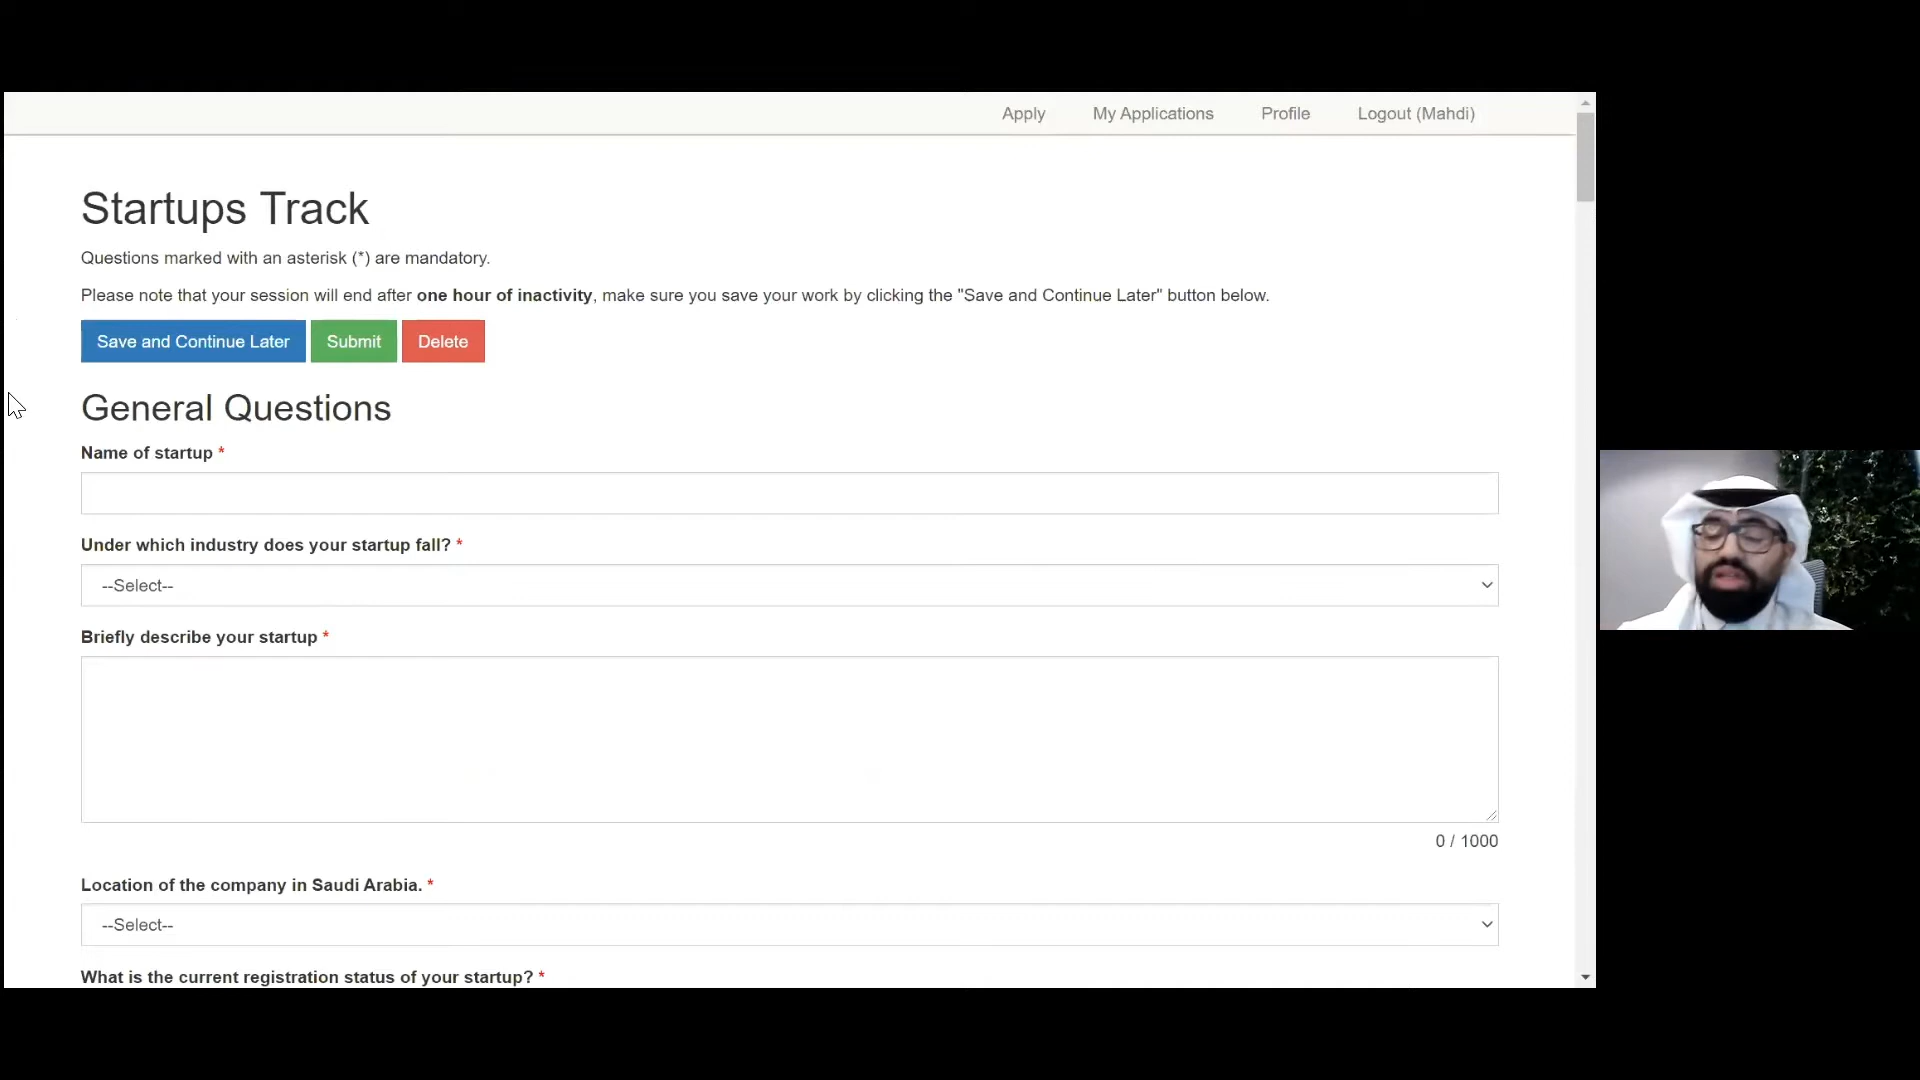 Apply My Applications Profile Logout (Mahdi)
Startups Track
Questions marked with an asterisk (*) are mandatory.
Please note that your session will end after one hour of inactivity, make sure you save your work by clicking the "Save and Continue Later" button below.
Save and Continue Later Submit Delete
General Questions
Name of startup *
Under which industry does your startup fall? *
--Select--
Briefly describe your startup *
0 / 1000
Location of the company in Saudi Arabia. *
--Select--
What is the current registration status of your startup? *